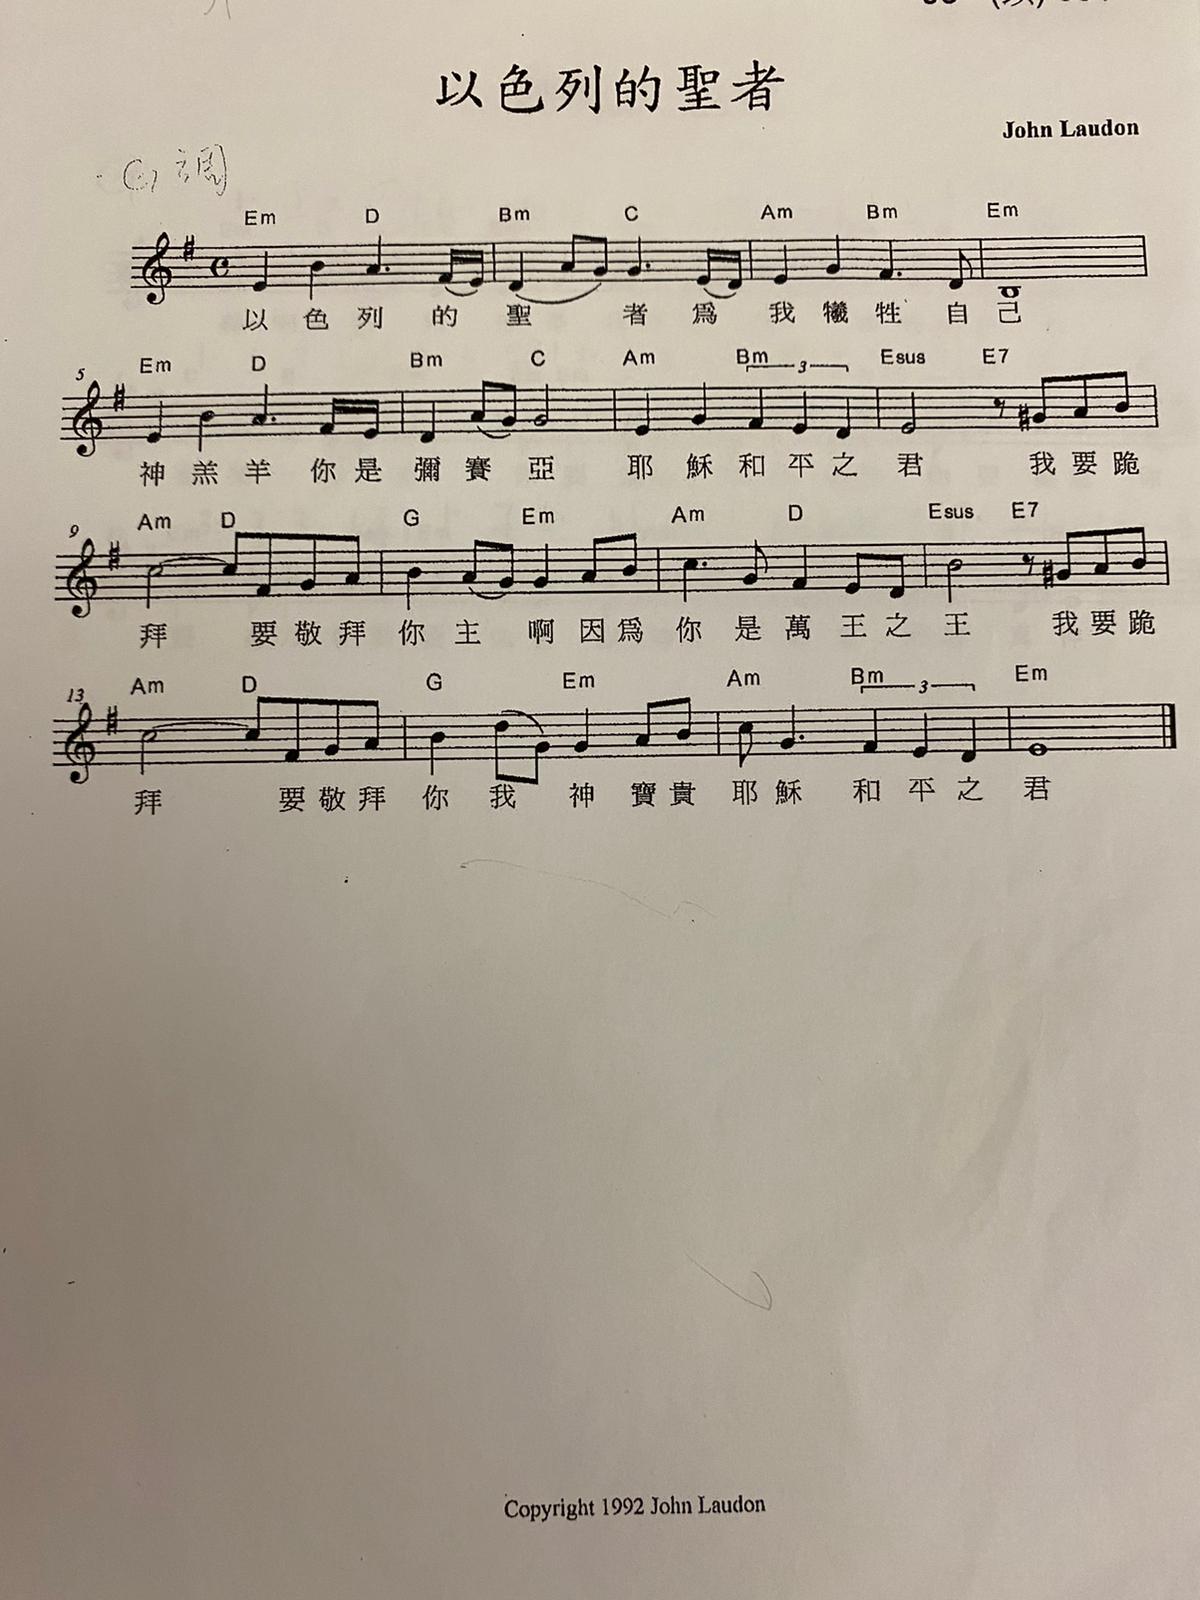 以色列的聖者
John Laudon
G調
Em D Bm C Am Bm Em
以色列的聖者爲我犧牲自己
5
Em D Bm C Am Bm 3 Esus E7
神羔羊你是彌賽亞耶穌和平之君我要跪
9
Am D G Em Am D Esus E7
拜要敬拜你主啊因爲你是萬王之王我要跪
13
Am D G Em Am Bm 3 Em
拜要敬拜你我神寶貴耶穌和平之君
Copyright 1992 John Laudon